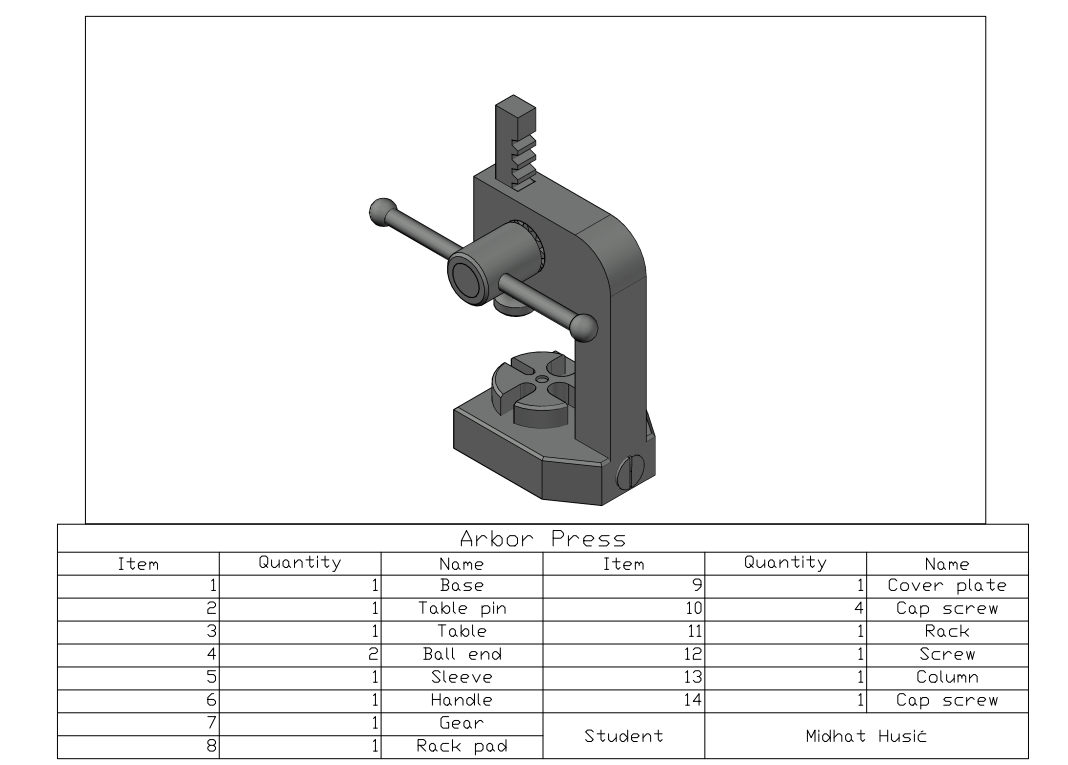 Arbor Press
Item Quantity Name Item Quantity Name
1 1 Base 9 1 Cover plate
2 1 Table pin 10 4 Cap screw
3 1 Table 11 1 Rack
4 2 Ball end 12 1 Screw
5 1 Sleeve 13 1 Column
6 1 Handle 14 1 Cap screw
7 1 Gear
Student Midhat Husić
8 1 Rack pad